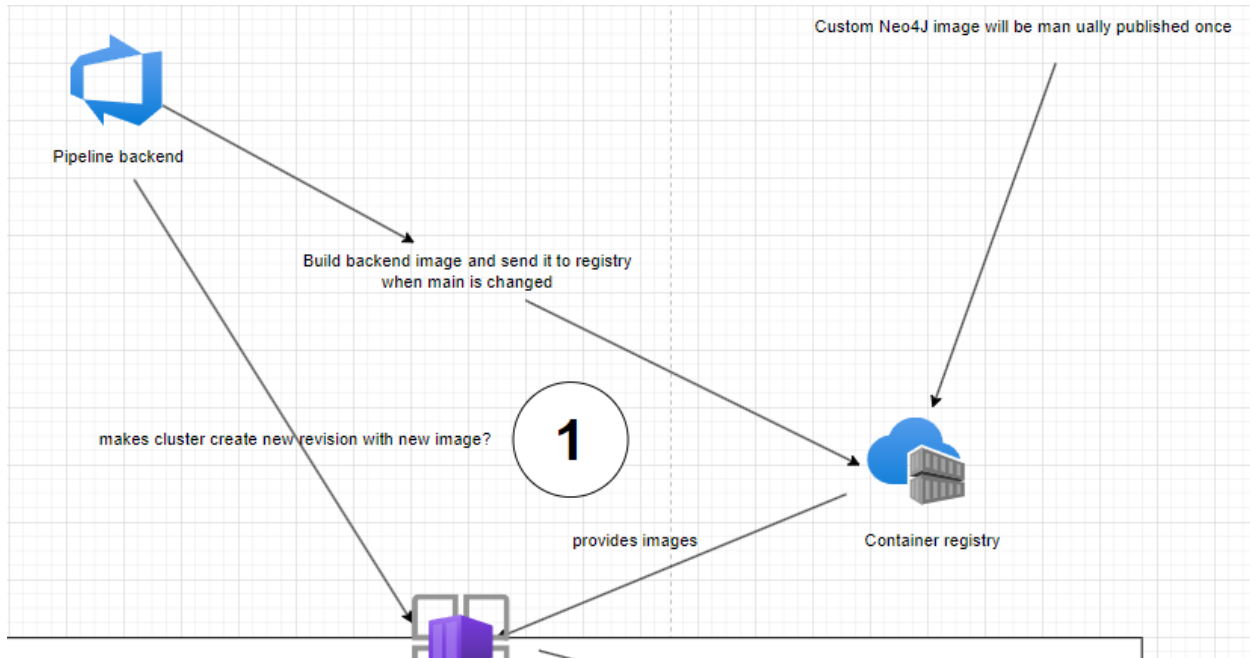 Custom Neo4J image will be man ually published once
Pipeline backend
Build backend image and send it to registry
when main is changed
makes cluster create new revision with new image?
1
provides images
Container registry